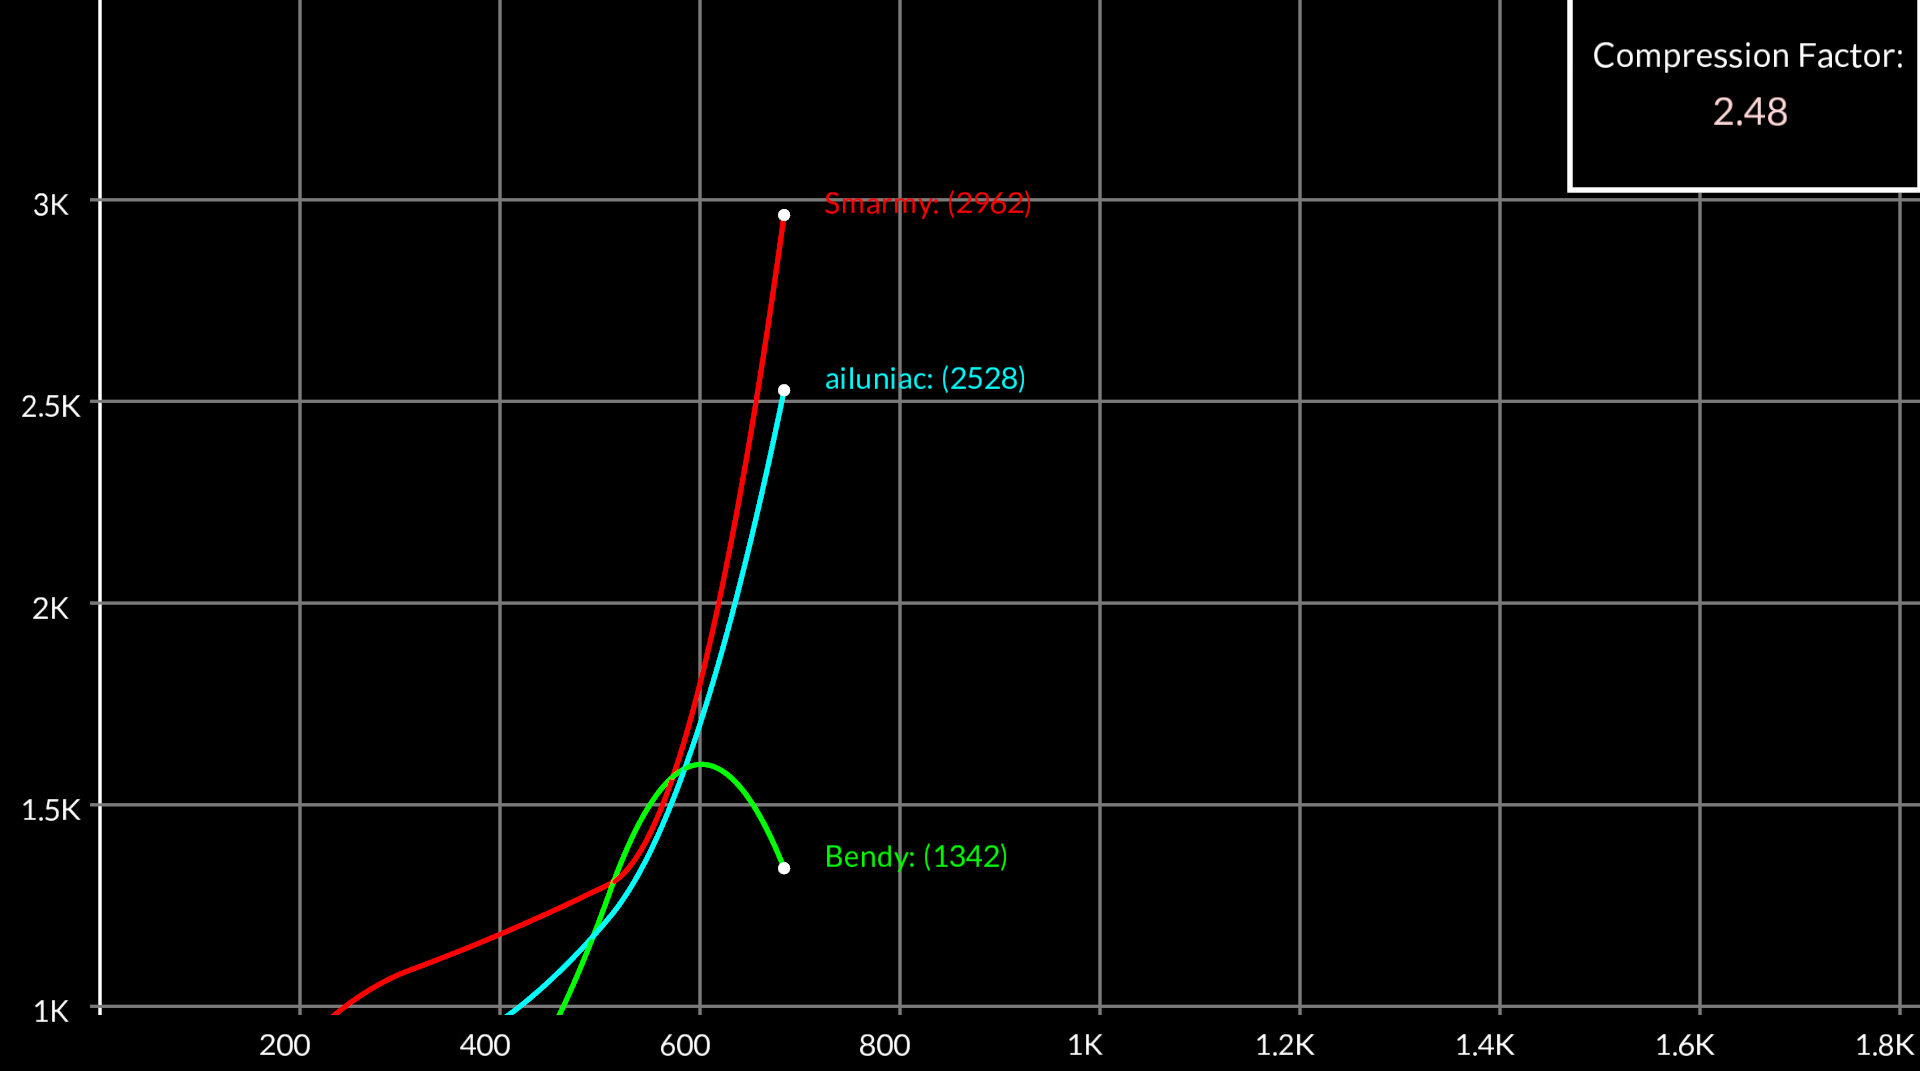 Compression Factor:
2.48
3K
Smarmy: (2962)
ailuniac: (2528)
2.5K
2K
1.5K
Bendy: (1342)
1K
200 400 600 800 1K 1.2K 1.4K 1.6K 1.8K